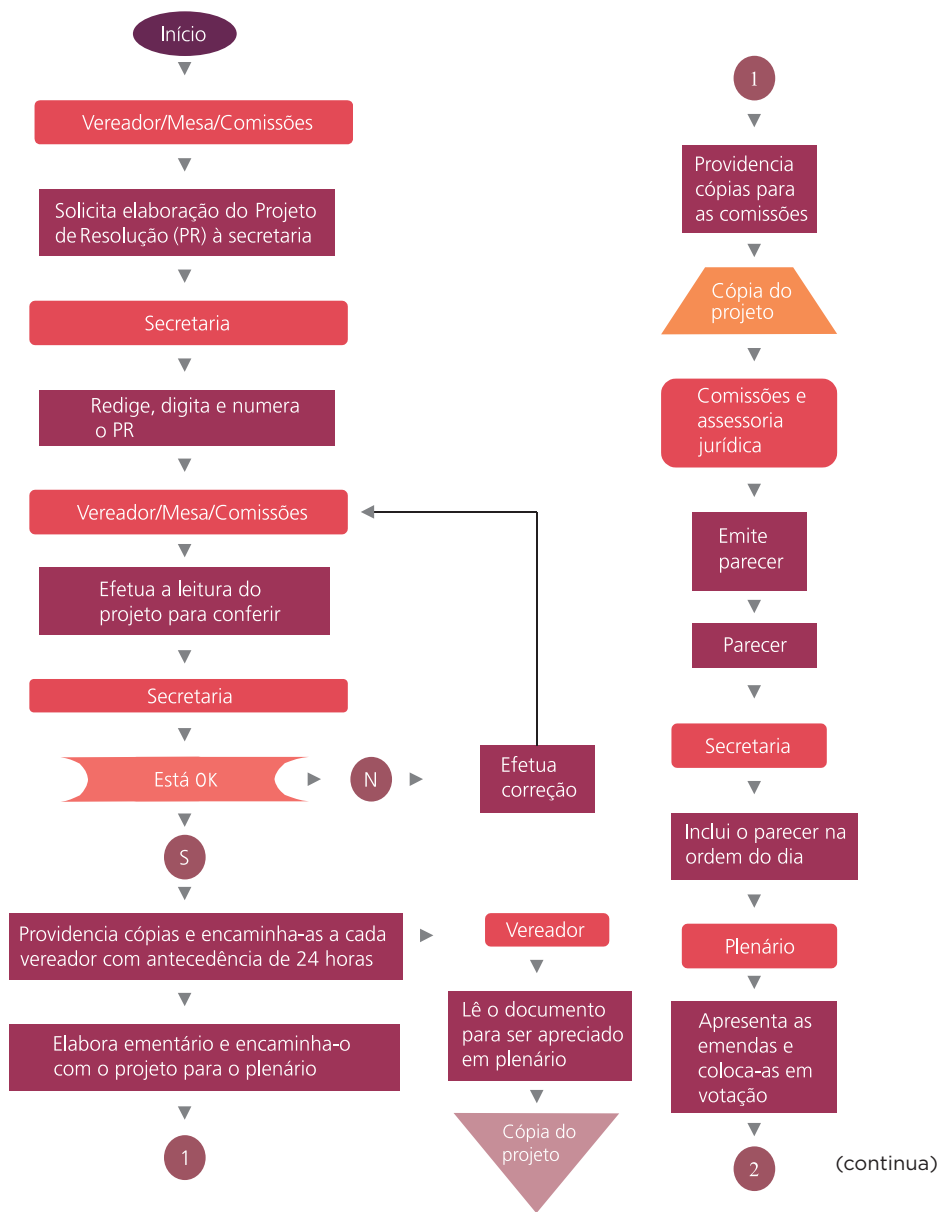 Início
Vereador/Mesa/Comissões
Solicita elaboração do Projeto
de Resolução (PR) à secretaria
Secretaria
Redige, digita e numera
o PR
Vereador/Mesa/Comissões
Efetua a leitura do
projeto para conferir
Secretaria
Está OK
N
Efetua
correção
S
Providencia cópias e encaminha-as a cada
vereador com antecedência de 24 horas
Elabora ementário e encaminha-o
com o projeto para o plenário
1
Vereador
Lê o documento
para ser apreciado
em plenário
Cópia do
projeto
1
Providencia
cópias para
as comissões
Cópia do
projeto
Comissões e
assessoria
jurídica
Emite
parecer
Parecer
Secretaria
Inclui o parecer na
ordem do dia
Plenário
Apresenta as
emendas e
coloca-as em
votação
2
(continua)